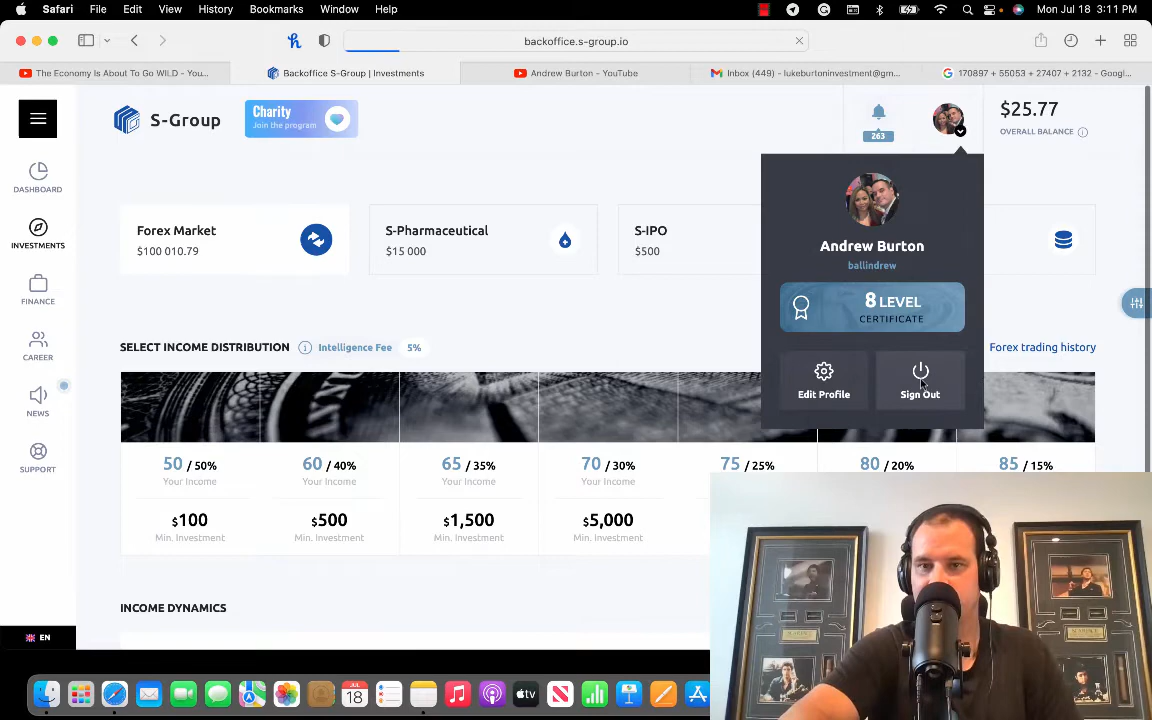 Safari File Edit View History Bookmarks Window Help
Mon Jul 18 3:11 PM
backoffice.s-group.io
The Economy Is About To Go WILD - You...
Backoffice S-Group | Investments
Andrew Burton - YouTube
Inbox (449) - lukeburtoninvestment@gm...
170897 + 55053 + 27407 + 2132 - Googl...
S-Group
Charity
Join the program
263
$25.77
OVERALL BALANCE
DASHBOARD
INVESTMENTS
FINANCE
CAREER
NEWS
SUPPORT
EN
Forex Market
$100 010.79
S-Pharmaceutical
$15 000
S-IPO
$500
Andrew Burton
ballindrew
8 LEVEL
CERTIFICATE
Edit Profile
Sign Out
SELECT INCOME DISTRIBUTION Intelligence Fee 5%
Forex trading history
50 / 50% 60 / 40% 65 / 35% 70 / 30% 75 / 25% 80 / 20% 85 / 15%
Your Income Your Income Your Income Your Income
$100 $500 $1,500 $5,000
Min. Investment Min. Investment Min. Investment Min. Investment
INCOME DYNAMICS
JUL
18
tv